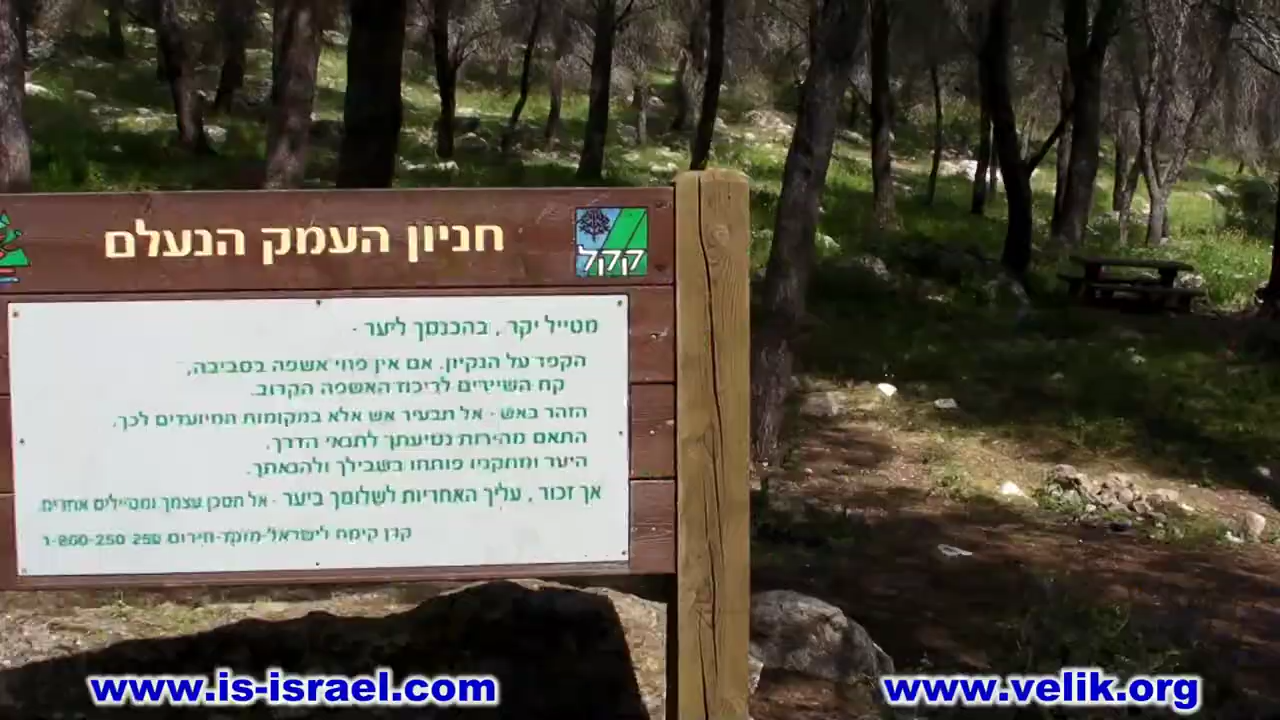 חניון העמק הנעלם
קקל
מטייל יקר, בהכנסך ליער -
הקפד על הנקיון. אם אין פחי אשפה בסביבה,
קח השיירים לריכוז האשפה הקרוב.
הזהר באש - אל תבעיר אש אלא במקומות המיועדים לכך.
התאם מהירות נסיעתך לתנאי הדרך.
היער ומתקניו פותחו בשבילך ולהנאתך.
אך זכור, עליך האחריות לשלומך ביער - אל תסכן עצמך ומטיילים אחרים.
קרן קימת לישראל-מוקד-חירום 250 250-800-1
www.is-israel.com
www.velik.org